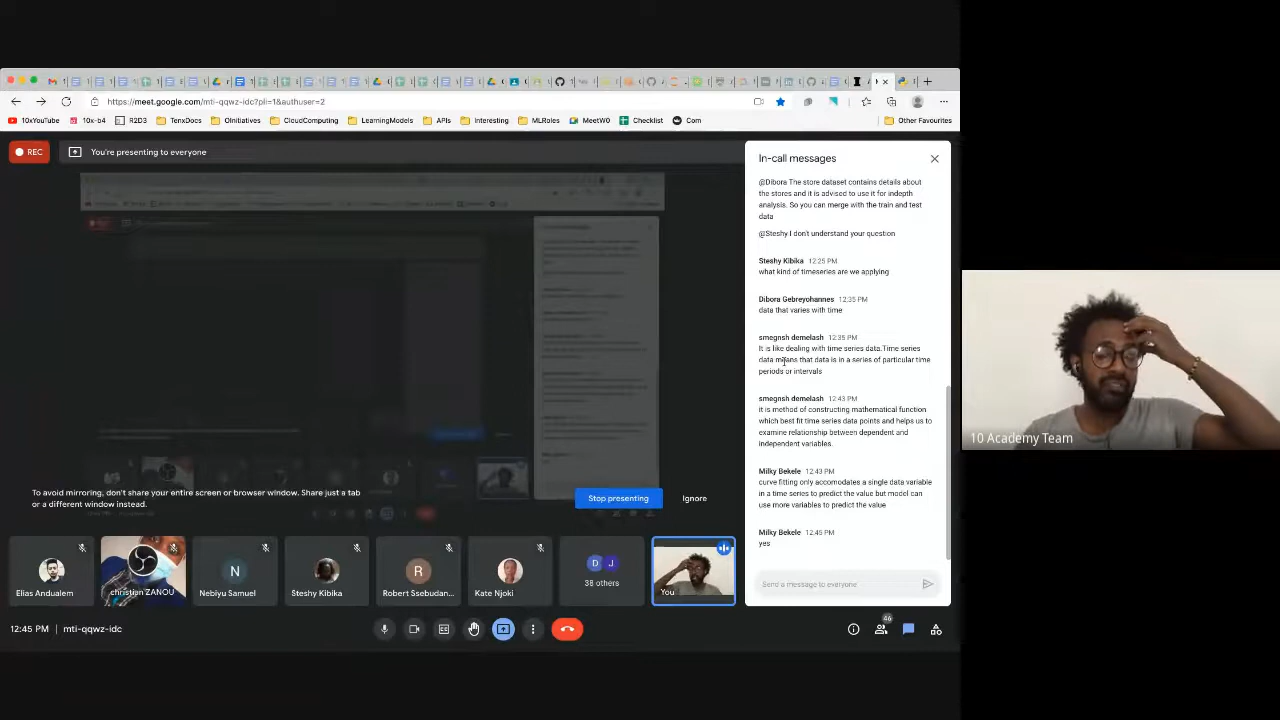 https://meet.google.com/mti-qqwz-idc?pli=1&authuser=2
10xYouTube
10x-b4
R2D3
TenxDocs
OInitiatives
CloudComputing
LearningModels
APIs
Interesting
MLRoles
MeetW0
Checklist
Com
Other Favourites
REC
You're presenting to everyone
In-call messages
@Dibora The store dataset contains details about
the stores and it is advised to use it for indepth
analysis. So you can merge with the train and test
data
@Steshy I don't understand your question
Steshy Kibika 12:25 PM
what kind of timeseries are we applying
Dibora Gebreyohannes 12:35 PM
data that varies with time
smegnsh demelash 12:35 PM
It is like dealing with time series data.Time series
data means that data is in a series of particular time
periods or intervals
smegnsh demelash 12:43 PM
it is method of constructing mathematical function
which best fit time series data points and helps us to
examine relationship between dependent and
independent variables.
Milky Bekele 12:43 PM
curve fitting only accomodates a single data variable
in a time series to predict the value but model can
use more variables to predict the value
Milky Bekele 12:45 PM
yes
Send a message to everyone
To avoid mirroring, don't share your entire screen or browser window. Share just a tab
or a different window instead.
Stop presenting
Ignore
Elias Andualem
christian ZANOU
N
Nebiyu Samuel
Steshy Kibika
R
Robert Ssebudan...
Kate Njoki
D
J
38 others
You
12:45 PM | mti-qqwz-idc
46
10 Academy Team